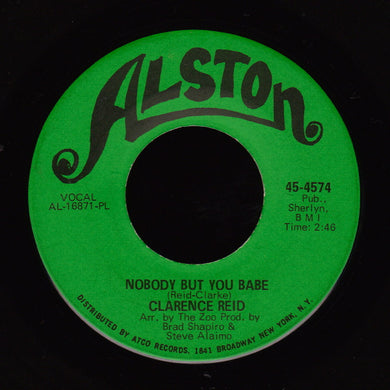 ALSTON
VOCAL
AL-16871-PL
45-4574
Pub.,
Sherlyn,
B M I
Time: 2:46
NOBODY BUT YOU BABE
(Reid-Clarke)
CLARENCE REID
Arr. by The Zoo Prod. by
Brad Shapiro &
Steve Alaimo
DISTRIBUTED BY ATCO RECORDS, 1841 BROADWAY NEW YORK, N.Y.